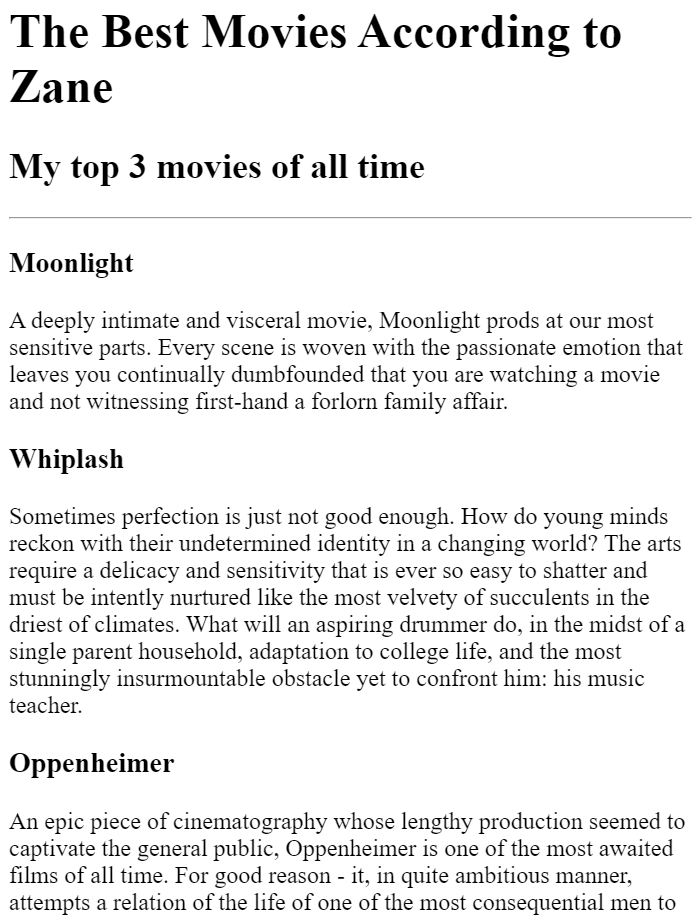 The Best Movies According to
Zane
My top 3 movies of all time
Moonlight
A deeply intimate and visceral movie, Moonlight prods at our most
sensitive parts. Every scene is woven with the passionate emotion that
leaves you continually dumbfounded that you are watching a movie
and not witnessing first-hand a forlorn family affair.
Whiplash
Sometimes perfection is just not good enough. How do young minds
reckon with their undetermined identity in a changing world? The arts
require a delicacy and sensitivity that is ever so easy to shatter and
must be intently nurtured like the most velvety of succulents in the
driest of climates. What will an aspiring drummer do, in the midst of a
single parent household, adaptation to college life, and the most
stunningly insurmountable obstacle yet to confront him: his music
teacher.
Oppenheimer
An epic piece of cinematography whose lengthy production seemed to
captivate the general public, Oppenheimer is one of the most awaited
films of all time. For good reason - it, in quite ambitious manner,
attempts a relation of the life of one of the most consequential men to